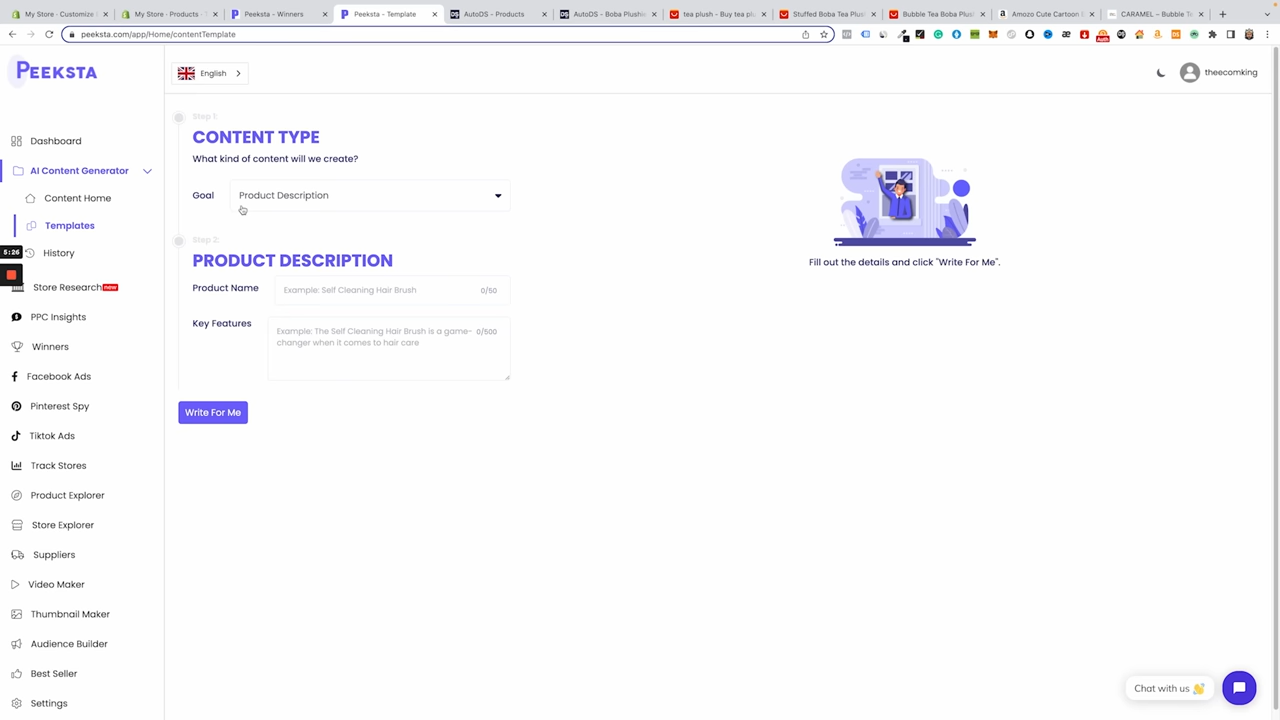 My Store · Customize
My Store · Products
Peeksta - Winners
Peeksta - Template
AutoDS - Products
AutoDS - Boba Plushie
tea plush - Buy tea plu
Stuffed Boba Tea Plus
Bubble Tea Boba Plus
Amozo Cute Cartoon
CARAMEL – Bubble Te
peeksta.com/app/Home/contentTemplate
PEEKSTA
English
theecomking
Dashboard
AI Content Generator
Content Home
Templates
5:26
History
Store Research new
PPC Insights
Winners
Facebook Ads
Pinterest Spy
Tiktok Ads
Track Stores
Product Explorer
Store Explorer
Suppliers
Video Maker
Thumbnail Maker
Audience Builder
Best Seller
Settings
Step 1:
CONTENT TYPE
What kind of content will we create?
Goal
Product Description
Step 2:
PRODUCT DESCRIPTION
Product Name
Example: Self Cleaning Hair Brush
0/50
Key Features
Example: The Self Cleaning Hair Brush is a game-
changer when it comes to hair care
0/500
Write For Me
Fill out the details and click "Write For Me".
Chat with us 👋